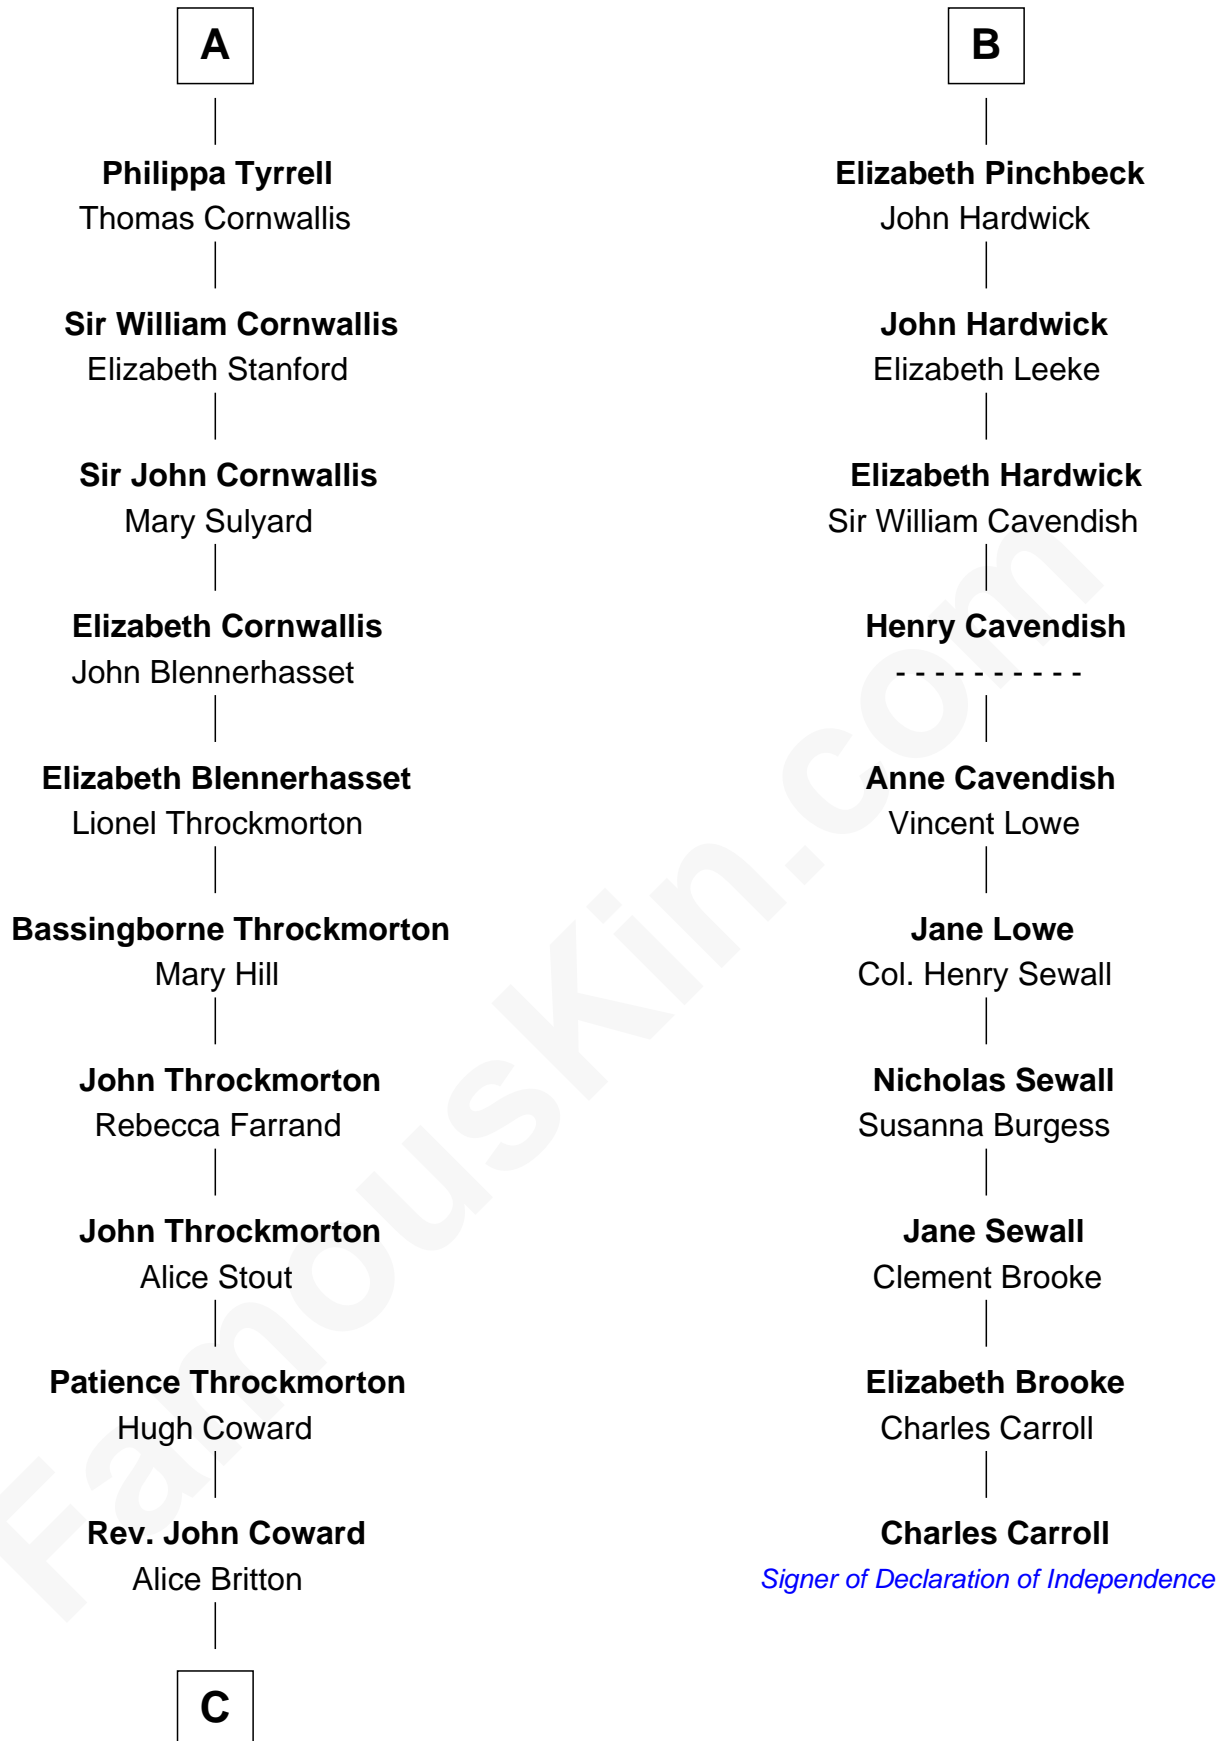 A
Philippa Tyrrell
Thomas Cornwallis
Sir William Cornwallis
Elizabeth Stanford
Sir John Cornwallis
Mary Sulyard
Elizabeth Cornwallis
John Blennerhasset
Elizabeth Blennerhasset
Lionel Throckmorton
Bassingborne Throckmorton
Mary Hill
John Throckmorton
Rebecca Farrand
John Throckmorton
Alice Stout
Patience Throckmorton
Hugh Coward
Rev. John Coward
Alice Britton
C
B
Elizabeth Pinchbeck
John Hardwick
John Hardwick
Elizabeth Leeke
Elizabeth Hardwick
Sir William Cavendish
Henry Cavendish
- - - - - - - - - -
Anne Cavendish
Vincent Lowe
Jane Lowe
Col. Henry Sewall
Nicholas Sewall
Susanna Burgess
Jane Sewall
Clement Brooke
Elizabeth Brooke
Charles Carroll
Charles Carroll
Signer of Declaration of Independence
FamousKin.com